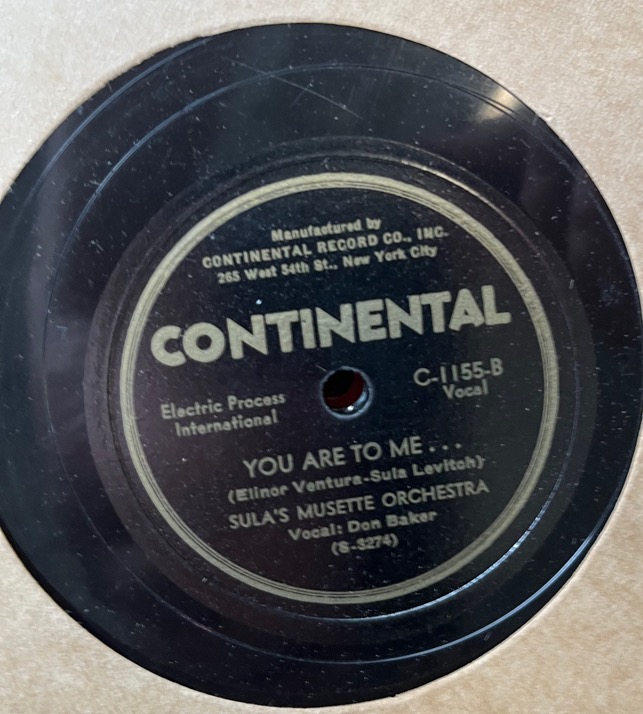 Manufactured by
CONTINENTAL RECORD CO., INC.
265 West 54th St., New York City
CONTINENTAL
Electric Process
International
C-1155-B
Vocal
YOU ARE TO ME . . .
(Elinor Ventura-Sula Levitch)
SULA'S MUSETTE ORCHESTRA
Vocal: Don Baker
(S-3274)